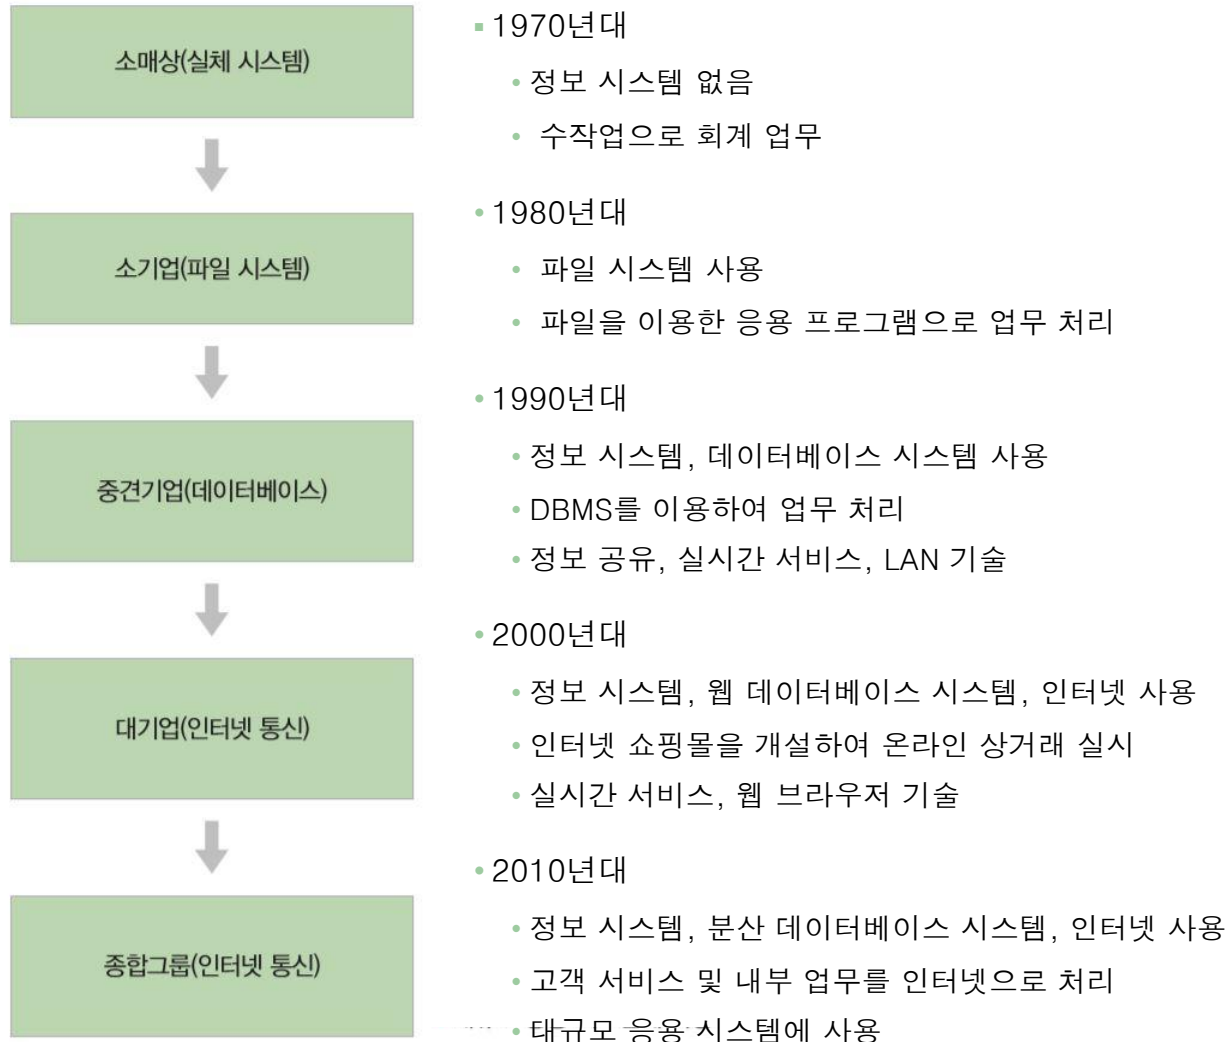 소매상(실체 시스템)
1970년대
정보 시스템 없음
수작업으로 회계 업무
소기업(파일 시스템)
1980년대
파일 시스템 사용
파일을 이용한 응용 프로그램으로 업무 처리
중견기업(데이터베이스)
1990년대
정보 시스템, 데이터베이스 시스템 사용
DBMS를 이용하여 업무 처리
정보 공유, 실시간 서비스, LAN 기술
대기업(인터넷 통신)
2000년대
정보 시스템, 웹 데이터베이스 시스템, 인터넷 사용
인터넷 쇼핑몰을 개설하여 온라인 상거래 실시
실시간 서비스, 웹 브라우저 기술
종합그룹(인터넷 통신)
2010년대
정보 시스템, 분산 데이터베이스 시스템, 인터넷 사용
고객 서비스 및 내부 업무를 인터넷으로 처리
대규모 응용 시스템에 사용